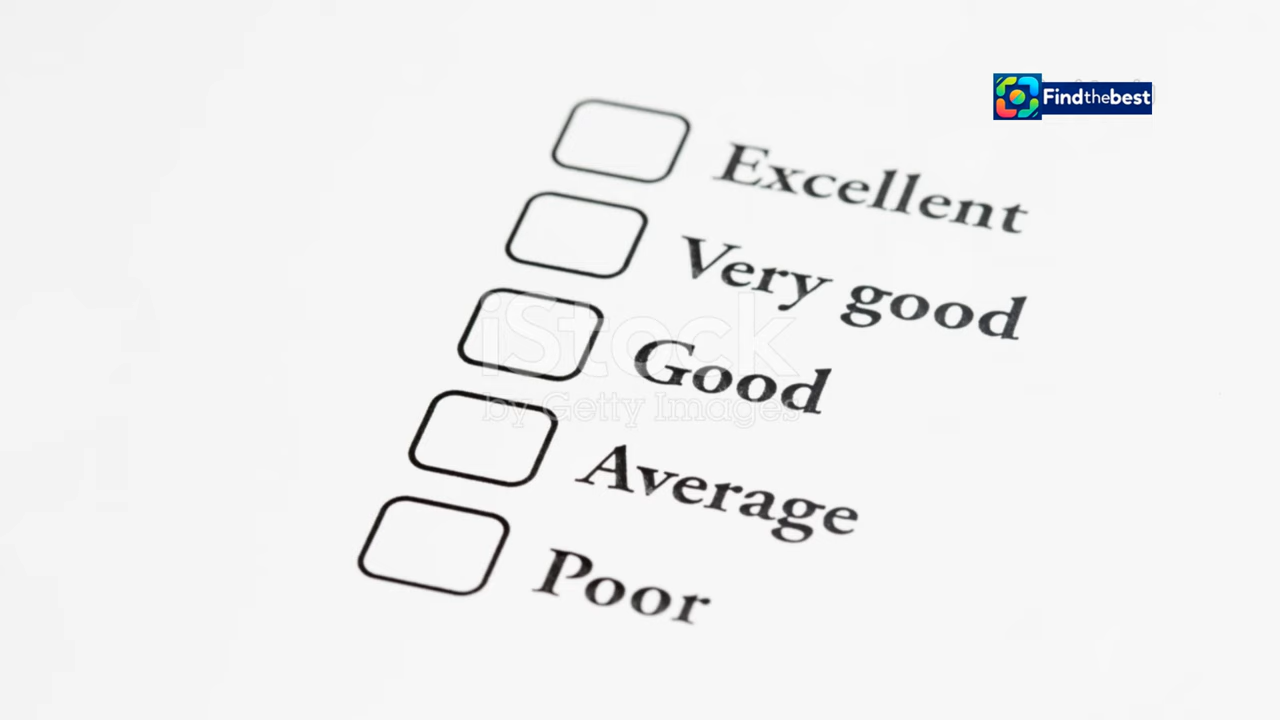 Findthebest
Excellent
Very good
Good
Average
Poor
iStock
by Getty Images